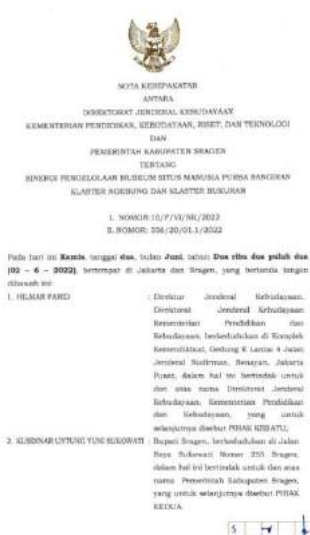 NOTA KESEPAKATAN
ANTARA
DIREKTORAT JENDERAL KEBUDAYAAN
KEMENTERIAN PENDIDIKAN, KEBUDAYAAN, RISET, DAN TEKNOLOGI
DAN
PEMERINTAH KABUPATEN SRAGEN
TENTANG
SINERGI PENGELOLAAN MUSEUM SITUS MANUSIA PURBA SANGIRAN
KLASTER NGEBUNG DAN KLASTER BUKURAN
I. NOMOR:10/P/VI/NK/2022
II. NOMOR: 556/20/01.1/2022
Pada hari ini Kamis, tanggal dua, bulan Juni, tahun Dua ribu dua puluh dua
(02 – 6 – 2022), bertempat di Jakarta dan Sragen, yang bertanda tangan
dibawah ini:
1. HILMAR FARID : Direktur Jenderal Kebudayaan,
Direktorat Jenderal Kebudayaan
Kementerian Pendidikan dan
Kebudayaan, berkedudukan di Komplek
Kemendikbud, Gedung E Lantai 4 Jalan
Jenderal Sudirman, Senayan, Jakarta
Pusat, dalam hal ini bertindak untuk
dan atas nama Direktorat Jenderal
Kebudayaan, Kementerian Pendidikan
dan Kebudayaan, yang untuk
selanjutnya disebut PIHAK KESATU,
2. KUSDINAR UNTUNG YUNI SUKOWATI : Bupati Sragen, berkedudukan di Jalan
Raya Sukowati Nomor 255 Sragen,
dalam hal ini bertindak untuk dan atas
nama Pemerintah Kabupaten Sragen,
yang untuk selanjutnya disebut PIHAK
KEDUA